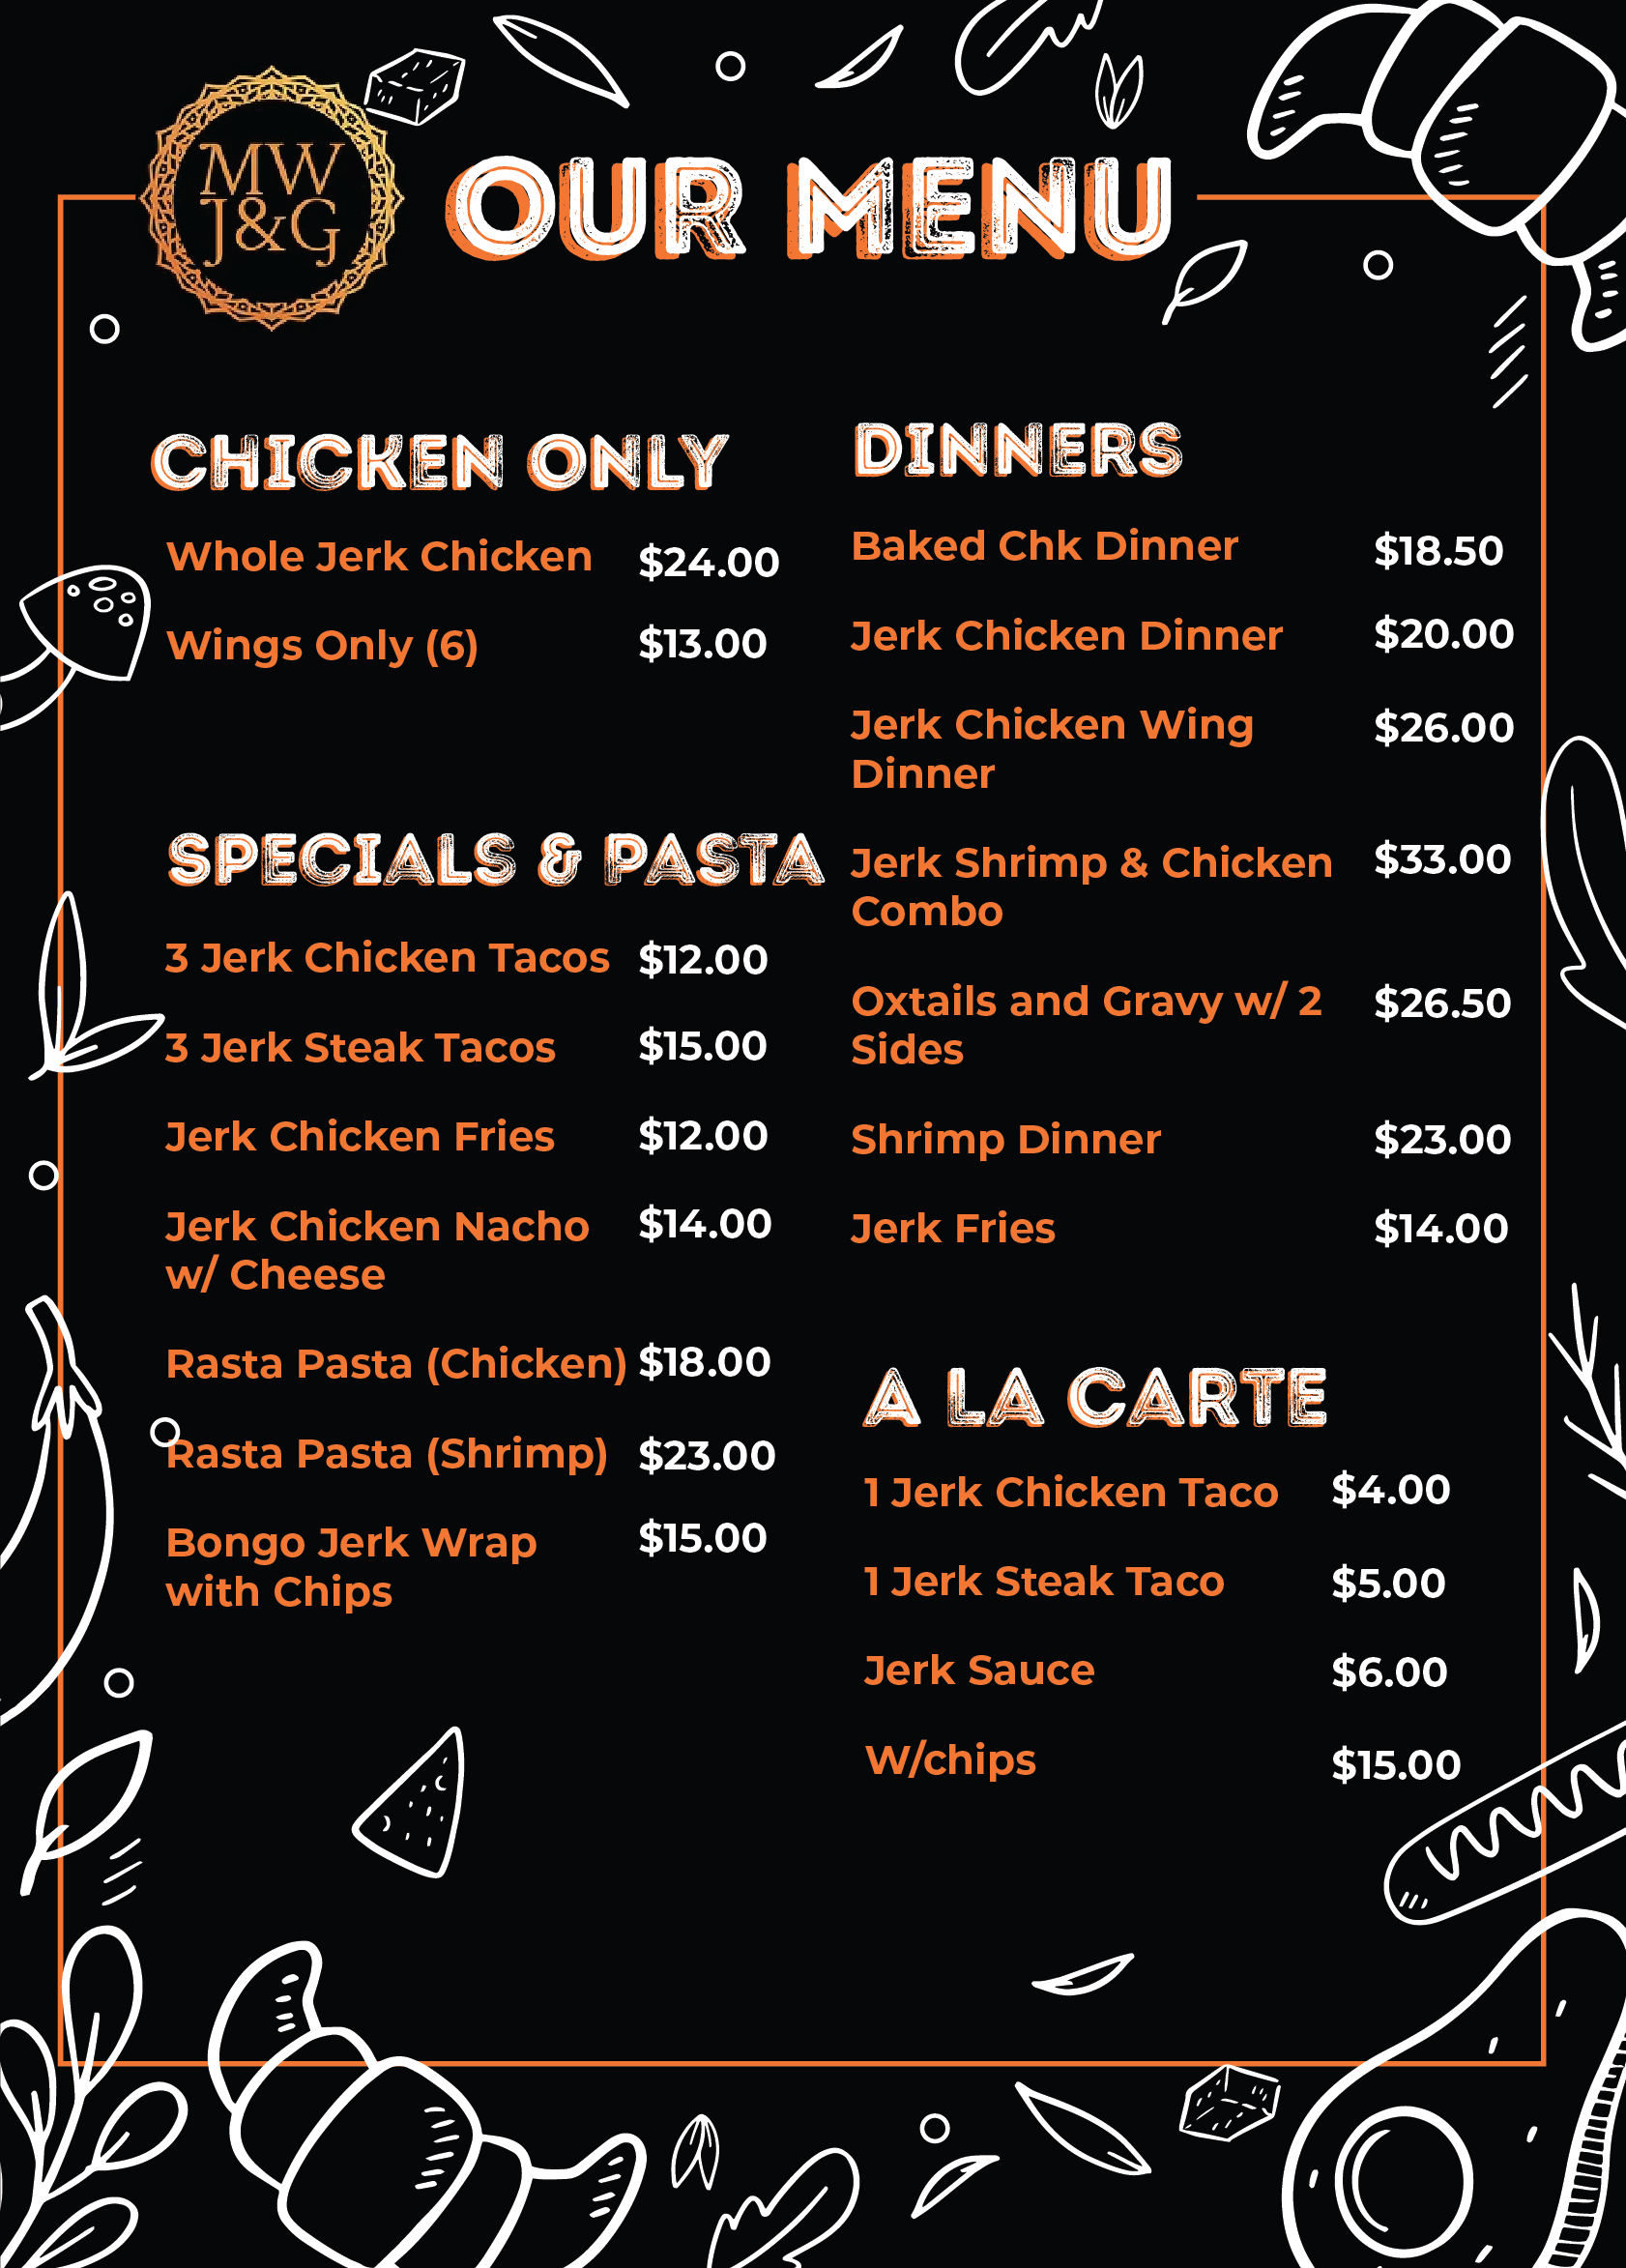 MW
J&G
OUR MENU
CHICKEN ONLY
Whole Jerk Chicken $24.00
Wings Only (6) $13.00
SPECIALS & PASTA
3 Jerk Chicken Tacos $12.00
3 Jerk Steak Tacos $15.00
Jerk Chicken Fries $12.00
Jerk Chicken Nacho $14.00
w/ Cheese
Rasta Pasta (Chicken) $18.00
Rasta Pasta (Shrimp) $23.00
Bongo Jerk Wrap $15.00
with Chips
DINNERS
Baked Chk Dinner $18.50
Jerk Chicken Dinner $20.00
Jerk Chicken Wing $26.00
Dinner
Jerk Shrimp & Chicken $33.00
Combo
Oxtails and Gravy w/ 2 $26.50
Sides
Shrimp Dinner $23.00
Jerk Fries $14.00
A LA CARTE
1 Jerk Chicken Taco $4.00
1 Jerk Steak Taco $5.00
Jerk Sauce $6.00
W/chips $15.00